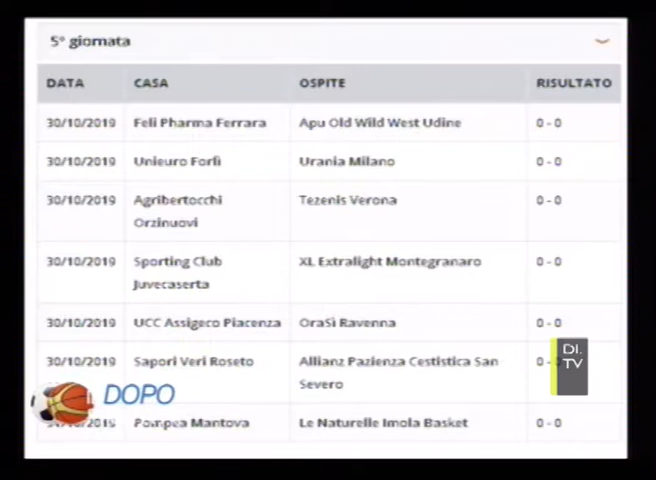 5ª giornata
DATA CASA OSPITE RISULTATO
30/10/2019 Feli Pharma Ferrara Apu Old Wild West Udine 0 - 0
30/10/2019 Unieuro Forlì Urania Milano 0 - 0
30/10/2019 Agribertocchi Tezenis Verona 0 - 0
Orzinuovi
30/10/2019 Sporting Club XL Extralight Montegranaro 0 - 0
Juvecaserta
30/10/2019 UCC Assigeco Piacenza OraSì Ravenna 0 - 0
30/10/2019 Sapori Veri Roseto Allianz Pazienza Cestistica San 0 -
Severo
DI.
TV
DOPO
Pompea Mantova Le Naturelle Imola Basket 0 - 0